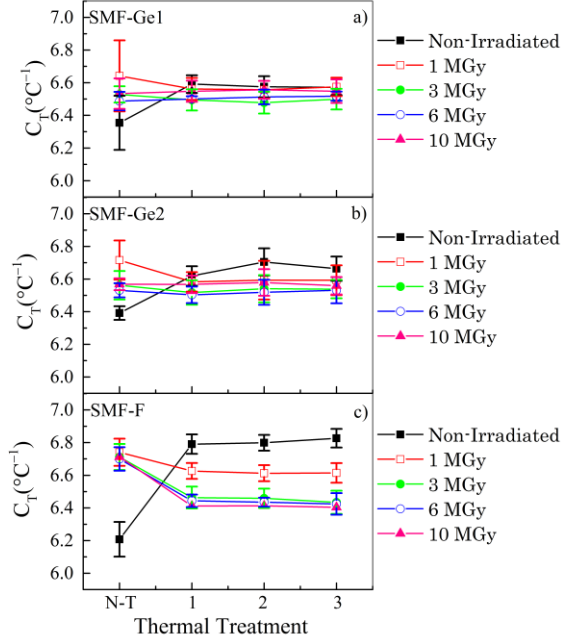 SMF-Ge1
a)
7.0
6.8
6.6
6.4
6.2
6.0
C_T(°C⁻¹)
Non-Irradiated
1 MGy
3 MGy
6 MGy
10 MGy
SMF-Ge2
b)
7.0
6.8
6.6
6.4
6.2
6.0
C_T(°C⁻¹)
Non-Irradiated
1 MGy
3 MGy
6 MGy
10 MGy
SMF-F
c)
7.0
6.8
6.6
6.4
6.2
6.0
C_T(°C⁻¹)
Non-Irradiated
1 MGy
3 MGy
6 MGy
10 MGy
N-T 1 2 3
Thermal Treatment